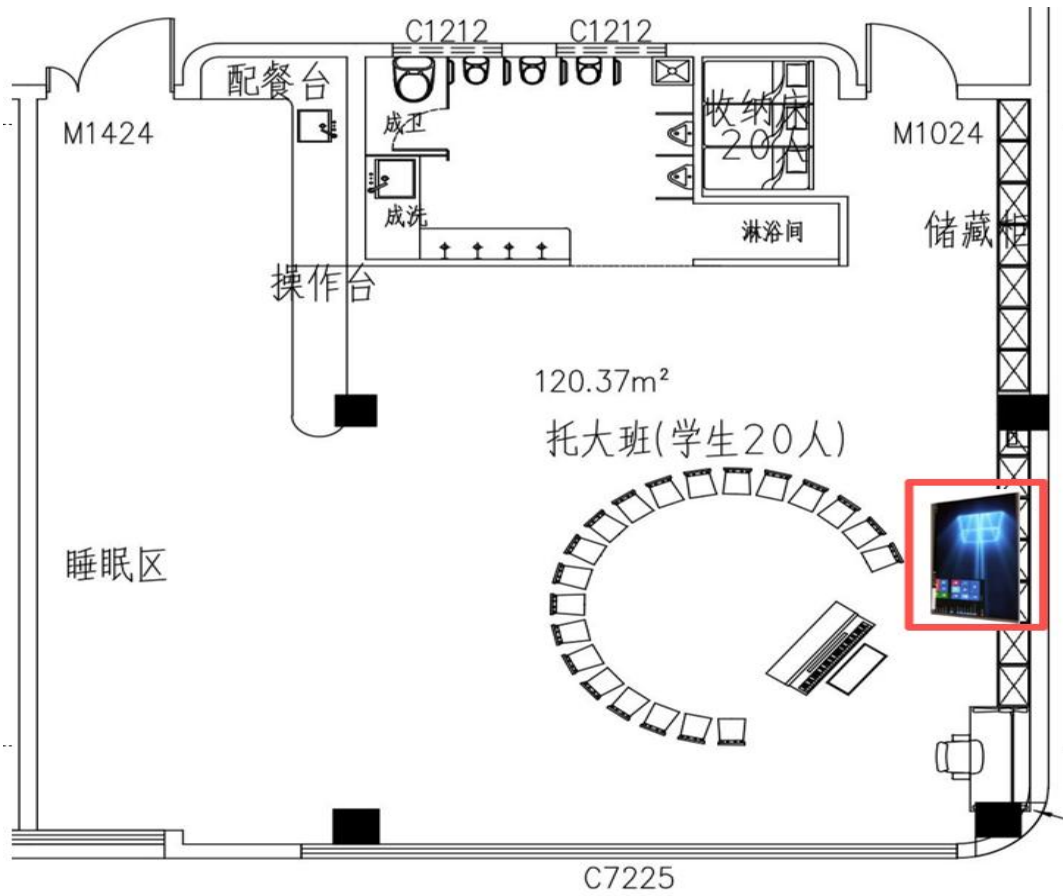 C1212
C1212
配餐台
M1424
成卫
收纳床
20人
M1024
成洗
淋浴间
储藏柜
操作台
120.37m²
托大班(学生20人)
睡眠区
C7225